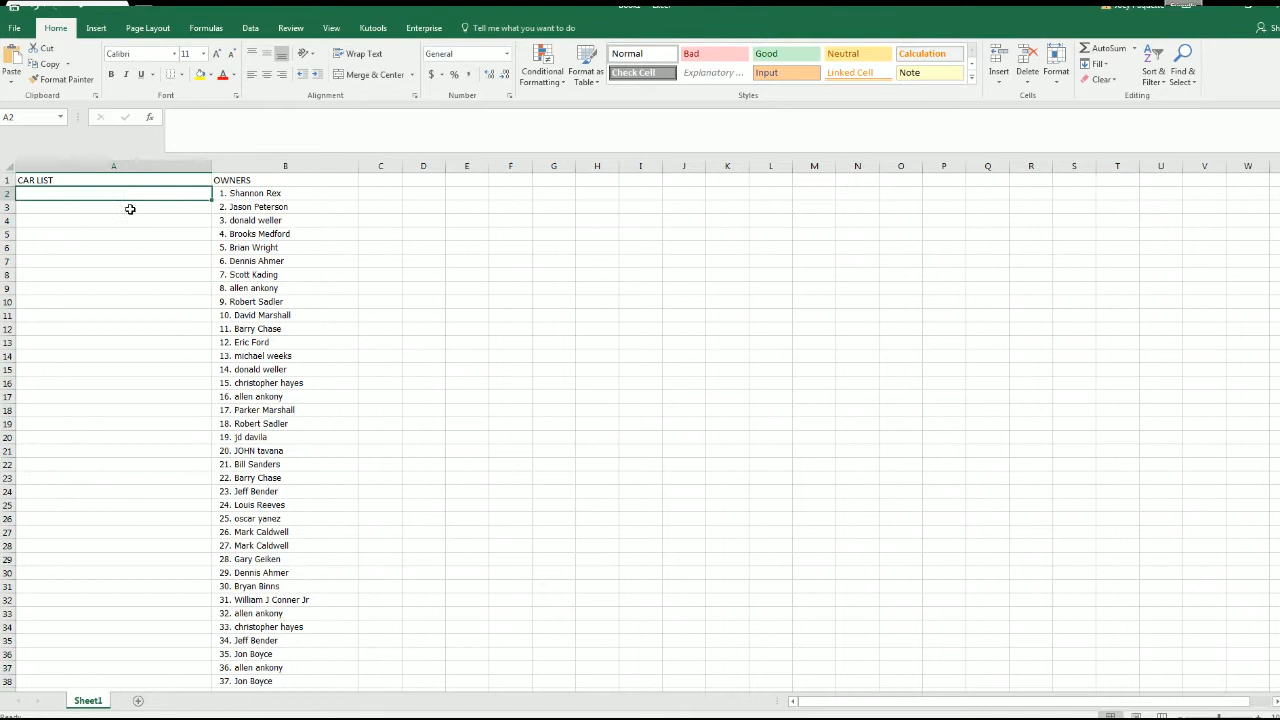 File Home Insert Page Layout Formulas Data Review View Kutools Enterprise Tell me what you want to do
Cut
Copy
Format Painter
Paste
Clipboard
Calibri 11
B I U
Font
Wrap Text
Merge & Center
Alignment
General
$ % ,
Number
Conditional Formatting
Format as Table
Normal Bad Good Neutral Calculation
Check Cell Explanatory ... Input Linked Cell Note
Styles
Insert Delete Format
Cells
AutoSum
Fill
Clear
Sort & Filter
Find & Select
Editing
A2 fx
A B C D E F G H I J K L M N O P Q R S T U V W
1 CAR LIST OWNERS
2 1. Shannon Rex
3 2. Jason Peterson
4 3. donald weller
5 4. Brooks Medford
6 5. Brian Wright
7 6. Dennis Ahmer
8 7. Scott Kading
9 8. allen ankony
10 9. Robert Sadler
11 10. David Marshall
12 11. Barry Chase
13 12. Eric Ford
14 13. michael weeks
15 14. donald weller
16 15. christopher hayes
17 16. allen ankony
18 17. Parker Marshall
19 18. Robert Sadler
20 19. jd davila
21 20. JOHN tavana
22 21. Bill Sanders
23 22. Barry Chase
24 23. Jeff Bender
25 24. Louis Reeves
26 25. oscar yanez
27 26. Mark Caldwell
28 27. Mark Caldwell
29 28. Gary Geiken
30 29. Dennis Ahmer
31 30. Bryan Binns
32 31. William J Conner Jr
33 32. allen ankony
34 33. christopher hayes
35 34. Jeff Bender
36 35. Jon Boyce
37 36. allen ankony
38 37. Jon Boyce
Sheet1